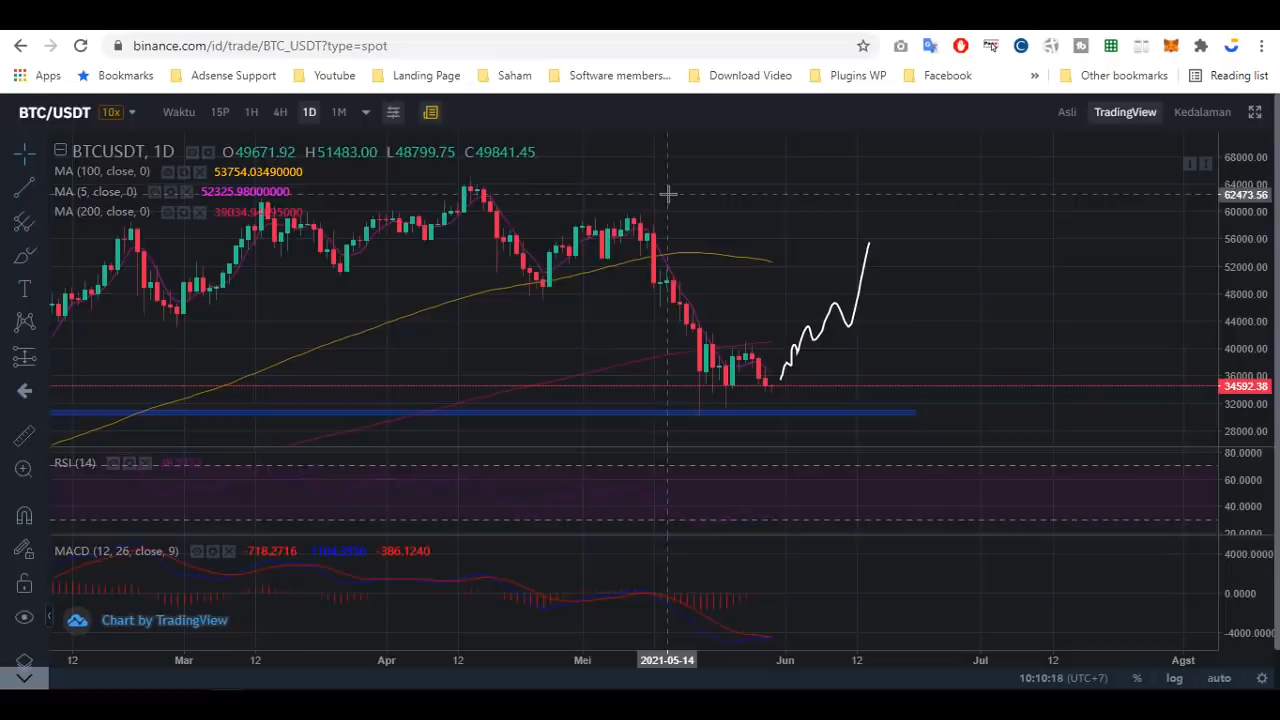 binance.com/id/trade/BTC_USDT?type=spot
Apps Bookmarks Adsense Support Youtube Landing Page Saham Software members... Download Video Plugins WP Facebook » Other bookmarks Reading list
BTC/USDT 10x Waktu 15P 1H 4H 1D 1M Asli TradingView Kedalaman
BTCUSDT, 1D O49671.92 H51483.00 L48799.75 C49841.45
MA (100, close, 0) 53754.03490000
MA (5, close, 0) 52325.98000000
MA (200, close, 0)
68000.00
64000.00
62473.56
60000.00
56000.00
52000.00
48000.00
44000.00
40000.00
36000.00
34592.38
32000.00
28000.00
RSI (14)
80.0000
60.0000
40.0000
20.0000
MACD (12, 26, close, 9) -718.2716 -1104.3956 -386.1240
4000.0000
0.0000
-4000.0000
Chart by TradingView
12 Mar 12 Apr 12 Mei 2021-05-14 Jun 12 Jul 12 Agst
10:10:18 (UTC+7) % log auto